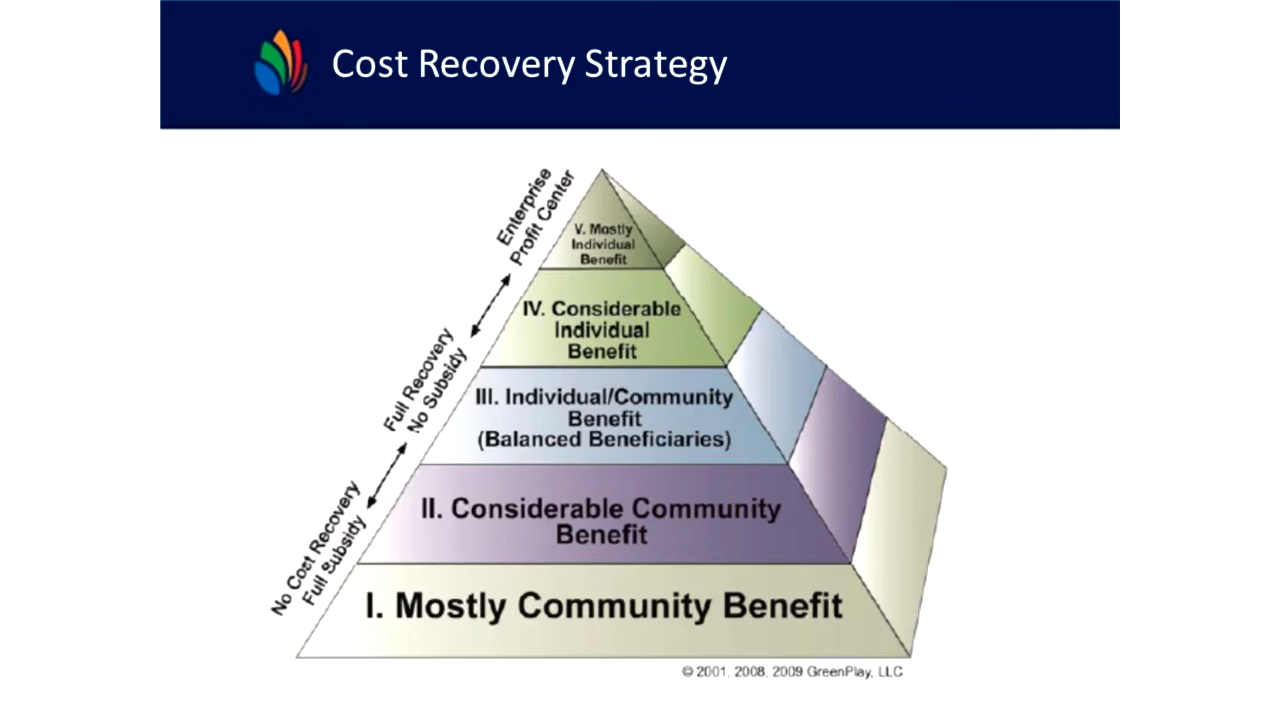 Cost Recovery Strategy
Enterprise
Profit Center
Full Recovery
No Subsidy
No Cost Recovery
Full Subsidy
V. Mostly
Individual
Benefit
IV. Considerable
Individual
Benefit
III. Individual/Community
Benefit
(Balanced Beneficiaries)
II. Considerable Community
Benefit
I. Mostly Community Benefit
© 2001, 2008, 2009 GreenPlay, LLC